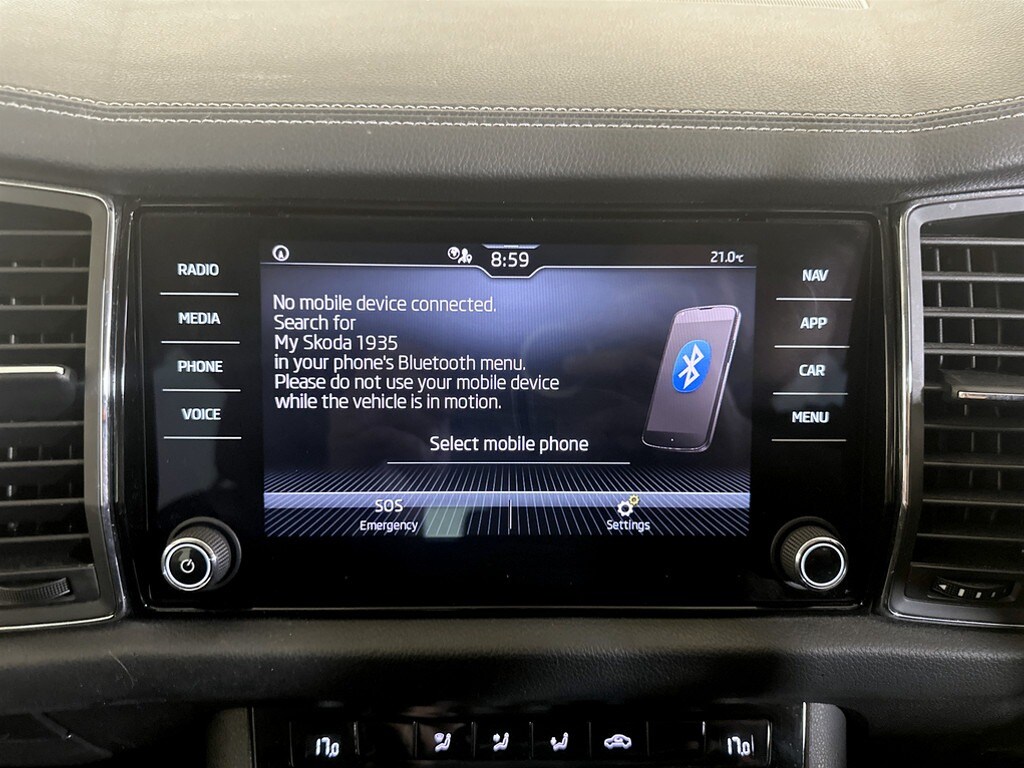 8:59
21.0°C
RADIO
MEDIA
PHONE
VOICE
No mobile device connected.
Search for
My Skoda 1935
in your phone's Bluetooth menu.
Please do not use your mobile device
while the vehicle is in motion.
Select mobile phone
SOS
Emergency
Settings
NAV
APP
CAR
MENU
17.0
17.0